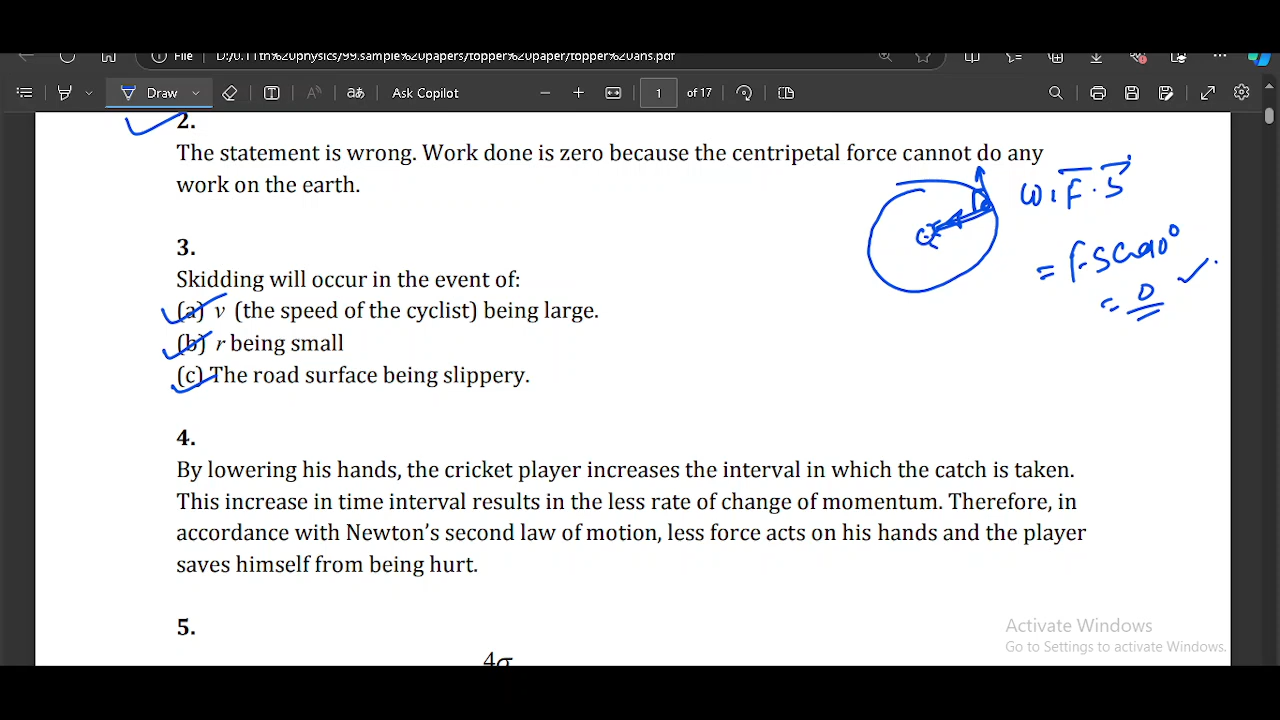 File D:/0.11th%20physics/99.sample%20papers/topper%20paper/topper%20ans.pdf
Draw aあ Ask Copilot 1 of 17
2.
The statement is wrong. Work done is zero because the centripetal force cannot do any
work on the earth.
W = F . S
= F.S Cos90°
= 0
3.
Skidding will occur in the event of:
(a) v (the speed of the cyclist) being large.
(b) r being small
(c) The road surface being slippery.
4.
By lowering his hands, the cricket player increases the interval in which the catch is taken.
This increase in time interval results in the less rate of change of momentum. Therefore, in
accordance with Newton’s second law of motion, less force acts on his hands and the player
saves himself from being hurt.
5.
4σ
Activate Windows
Go to Settings to activate Windows.